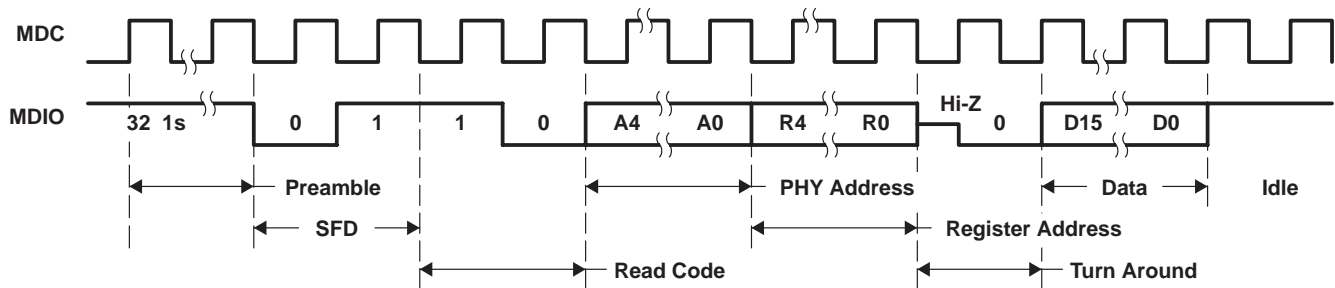 MDC
MDIO
32 1s
0
1
1
0
A4
A0
R4
R0
Hi-Z
0
D15
D0
Preamble
PHY Address
Data
Idle
SFD
Register Address
Read Code
Turn Around